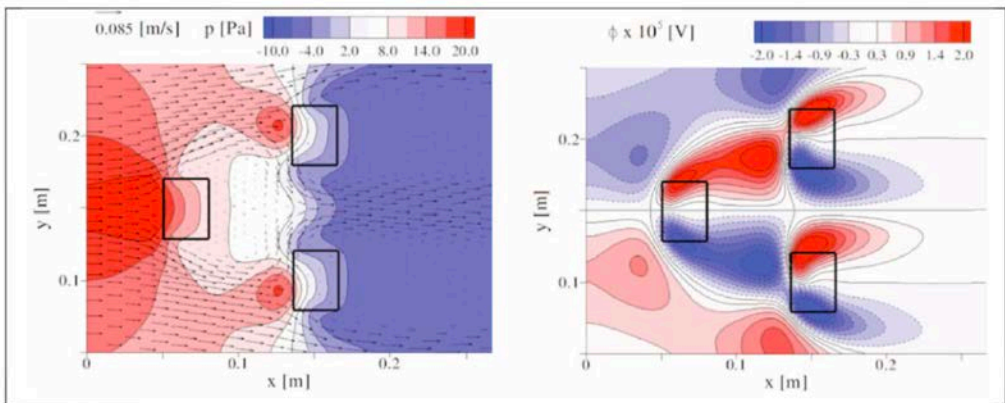 0.085 [m/s] p [Pa]
-10.0 -4.0 2.0 8.0 14.0 20.0
y [m]
0.2
0.1
0 0.1 0.2
x [m]
ϕ x 10⁵ [V]
-2.0 -1.4 -0.9 -0.3 0.3 0.9 1.4 2.0
y [m]
0.2
0.1
0 0.1 0.2
x [m]